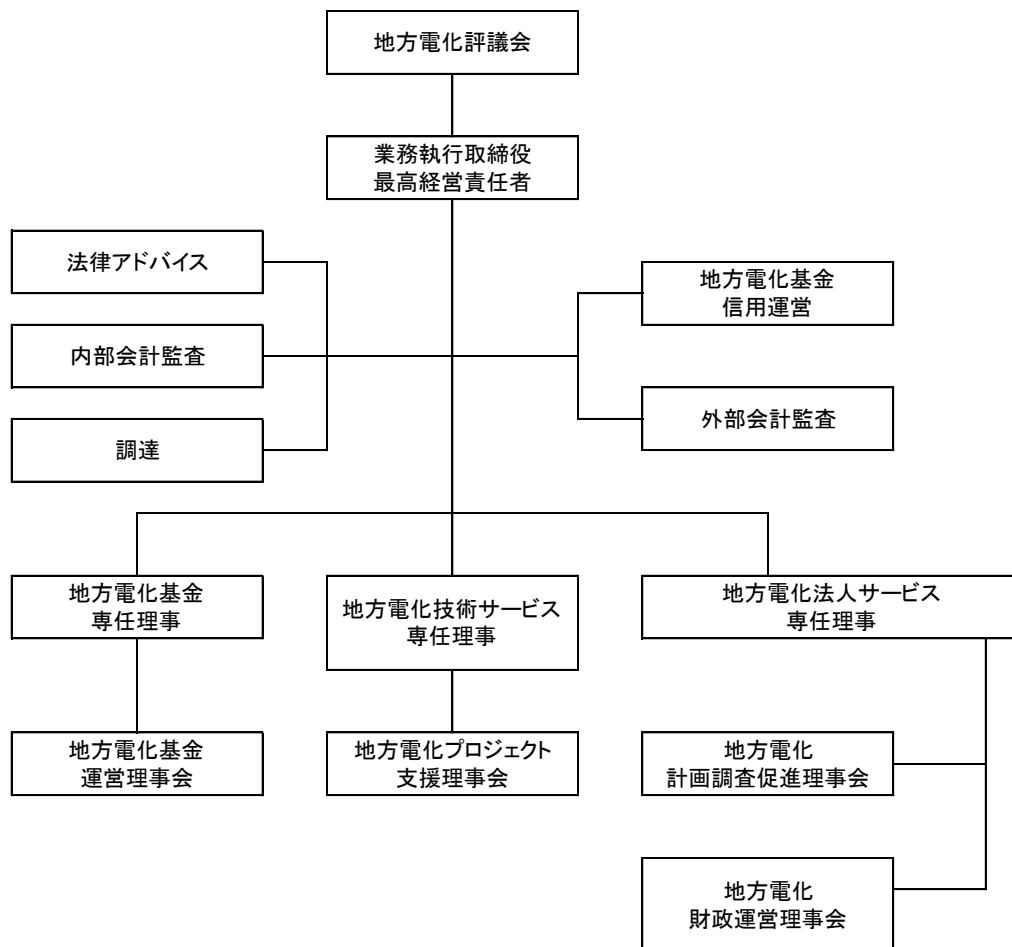 地方電化評議会
業務執行取締役
最高経営責任者
法律アドバイス
地方電化基金
信用運営
内部会計監査
外部会計監査
調達
地方電化基金
専任理事
地方電化技術サービス
専任理事
地方電化法人サービス
専任理事
地方電化基金
運営理事会
地方電化プロジェクト
支援理事会
地方電化
計画調査促進理事会
地方電化
財政運営理事会